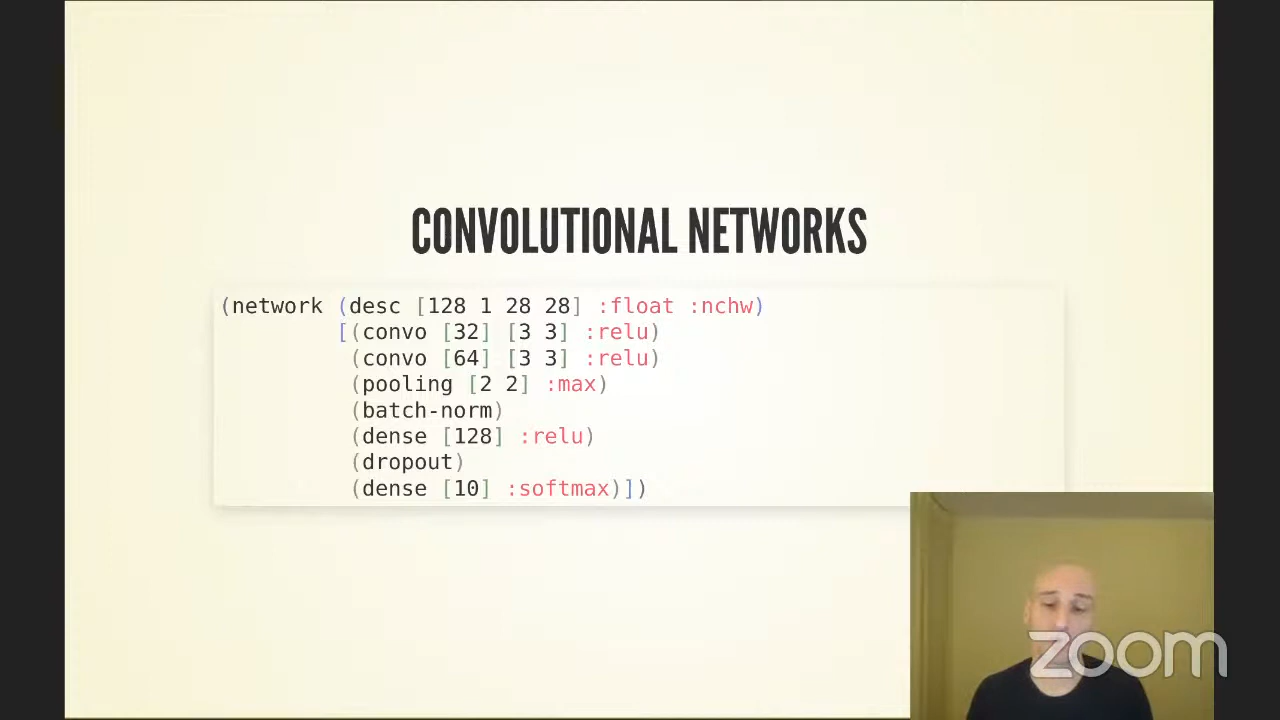 CONVOLUTIONAL NETWORKS
(network (desc [128 1 28 28] :float :nchw)
[(convo [32] [3 3] :relu)
(convo [64] [3 3] :relu)
(pooling [2 2] :max)
(batch-norm)
(dense [128] :relu)
(dropout)
(dense [10] :softmax)])
zoom